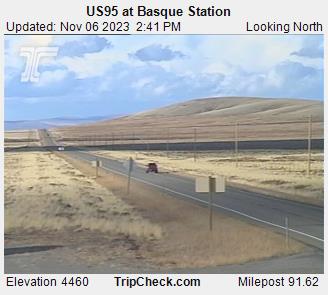 US95 at Basque Station
Updated: Nov 06 2023 2:41 PM Looking North
Elevation 4460 TripCheck.com Milepost 91.62